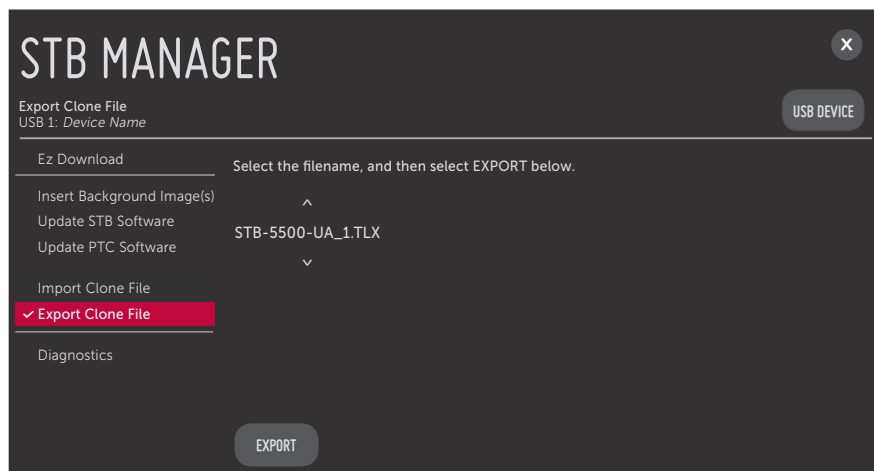 STB MANAGER
X
Export Clone File
USB 1: Device Name
USB DEVICE
Ez Download
Select the filename, and then select EXPORT below.
Insert Background Image(s)
Update STB Software
STB-5500-UA_1.TLX
Update PTC Software
Import Clone File
Export Clone File
Diagnostics
EXPORT